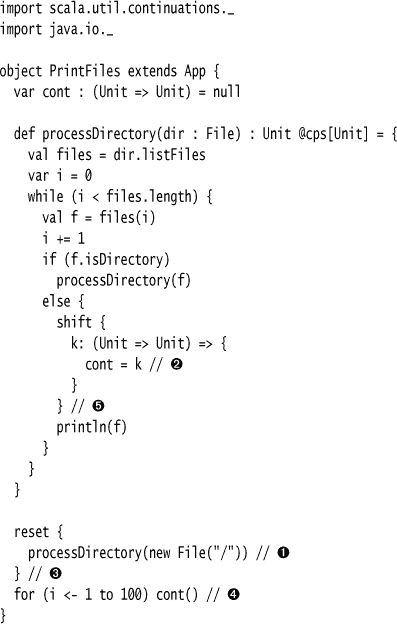 import scala.util.continuations._
import java.io._
object PrintFiles extends App {
var cont : (Unit => Unit) = null
def processDirectory(dir : File) : Unit @cps[Unit] = {
val files = dir.listFiles
var i = 0
while (i < files.length) {
val f = files(i)
i += 1
if (f.isDirectory)
processDirectory(f)
else {
shift {
k: (Unit => Unit) => {
cont = k // ❷
}
} // ❺
println(f)
}
}
}
reset {
processDirectory(new File("/")) // ❶
} // ❸
for (i <- 1 to 100) cont() // ❹
}